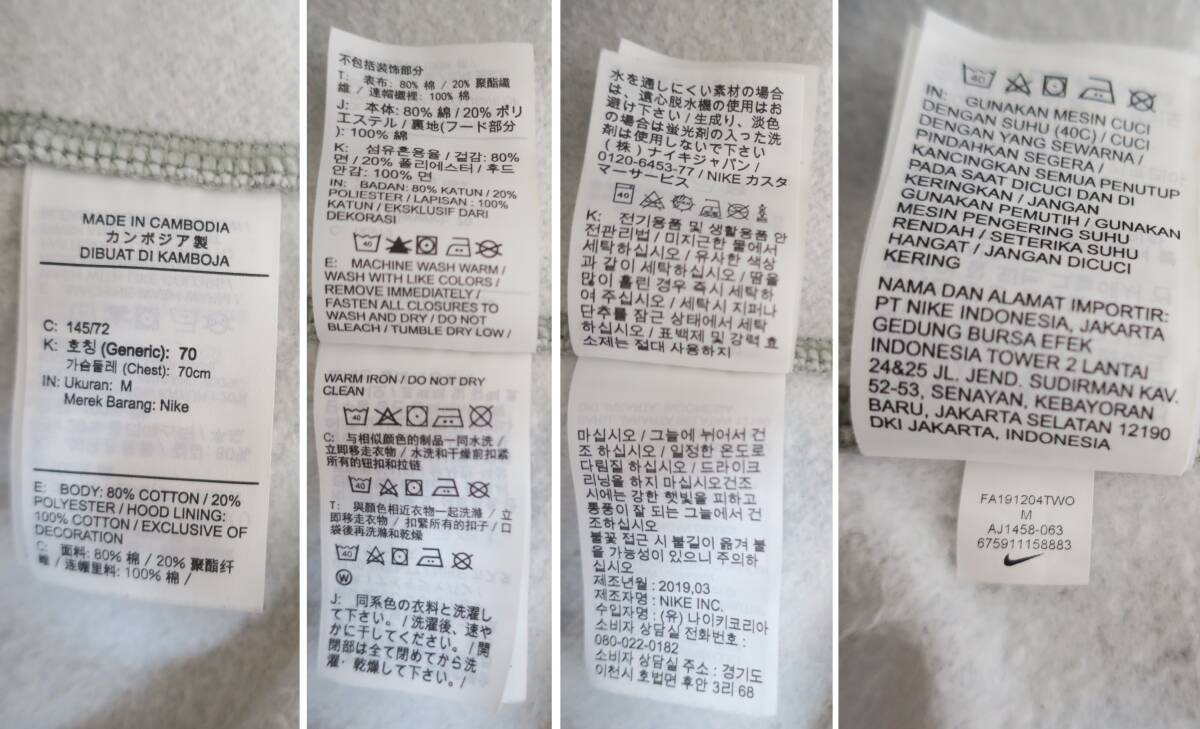 MADE IN CAMBODIA
カンボジア製
DIBUAT DI KAMBOJA
C: 145/72
K: 호칭 (Generic): 70
가슴둘레 (Chest): 70cm
IN: Ukuran: M
Merek Barang: Nike
E: BODY: 80% COTTON / 20%
POLYESTER / HOOD LINING:
100% COTTON / EXCLUSIVE OF
DECORATION
C: 面料: 80% 棉 / 20% 聚酯纤
维 / 连帽里料: 100% 棉 /
不包括装饰部分
T: 表布: 80% 棉 / 20% 聚酯纖
維 / 連帽襯裡: 100% 棉
J: 本体: 80% 綿 / 20% ポリ
エステル / 裏地(フード部分
): 100% 綿
K: 섬유혼용율 / 겉감: 80%
면 / 20% 폴리에스터 / 후드
안감: 100% 면
IN: BADAN: 80% KATUN / 20%
POLIESTER / LAPISAN : 100%
KATUN / EKSKLUSIF DARI
DEKORASI
40
E: MACHINE WASH WARM /
WASH WITH LIKE COLORS /
REMOVE IMMEDIATELY /
FASTEN ALL CLOSURES TO
WASH AND DRY / DO NOT
BLEACH / TUMBLE DRY LOW /
WARM IRON / DO NOT DRY
CLEAN
40
C: 与相似颜色的制品一同水洗 /
立即移走衣物 / 水洗和干燥前扣紧
所有的钮扣和拉链
40
T: 與顏色相近衣物一起洗滌 / 立
即移走衣物 / 扣緊所有的扣子 / 口
袋後再洗滌和乾燥
40
W
J: 同系色の衣料と洗濯し
て下さい。/ 洗濯後、速や
かに干してください。/ 開
閉部は全て閉めてから洗
濯・乾燥して下さい。/
水を通しにくい素材の場合
は、遠心脱水機の使用はお
避け下さい / 生成り、淡色
の場合は蛍光剤の入った洗
剤は使用しないで下さい
(株) ナイキジャパン /
0120-6453-77 / NIKE カスタ
マーサービス
40
K: 전기용품 및 생활용품 안
전관리법 / 미지근한 물에서
세탁하십시오 / 유사한 색상
과 같이 세탁하십시오 / 땀을
많이 흘린 경우 즉시 세탁하
여 주십시오 / 세탁시 지퍼나
단추를 잠근 상태에서 세탁
하십시오 / 표백제 및 강력 효
소제는 절대 사용하지
마십시오 / 그늘에 뉘어서 건
조 하십시오 / 일정한 온도로
다림질 하십시오 / 드라이크
리닝을 하지 마십시오건조
시에는 강한 햇빛을 피하고
통풍이 잘 되는 그늘에서 건
조하십시오
불꽃 접근 시 불길이 옮겨 붙
을 가능성이 있으니 주의하
십시오
제조년월 : 2019,03
제조자명 : NIKE INC.
수입자명 : (유) 나이키코리아
소비자 상담실 전화번호 :
080-022-0182
소비자 상담실 주소 : 경기도
이천시 호법면 후안 3리 68
40
IN: GUNAKAN MESIN CUCI
DENGAN SUHU (40C) / CUCI
DENGAN YANG SEWARNA /
PINDAHKAN SEGERA /
KANCINGKAN SEMUA PENUTUP
PADA SAAT DICUCI DAN DI
KERINGKAN / JANGAN
GUNAKAN PEMUTIH / GUNAKAN
MESIN PENGERING SUHU
RENDAH / SETERIKA SUHU
HANGAT / JANGAN DICUCI
KERING
NAMA DAN ALAMAT IMPORTIR:
PT NIKE INDONESIA, JAKARTA
GEDUNG BURSA EFEK
INDONESIA TOWER 2 LANTAI
24&25 JL. JEND. SUDIRMAN KAV.
52-53, SENAYAN, KEBAYORAN
BARU, JAKARTA SELATAN 12190
DKI JAKARTA, INDONESIA
FA191204TWO
M
AJ1458-063
675911158883